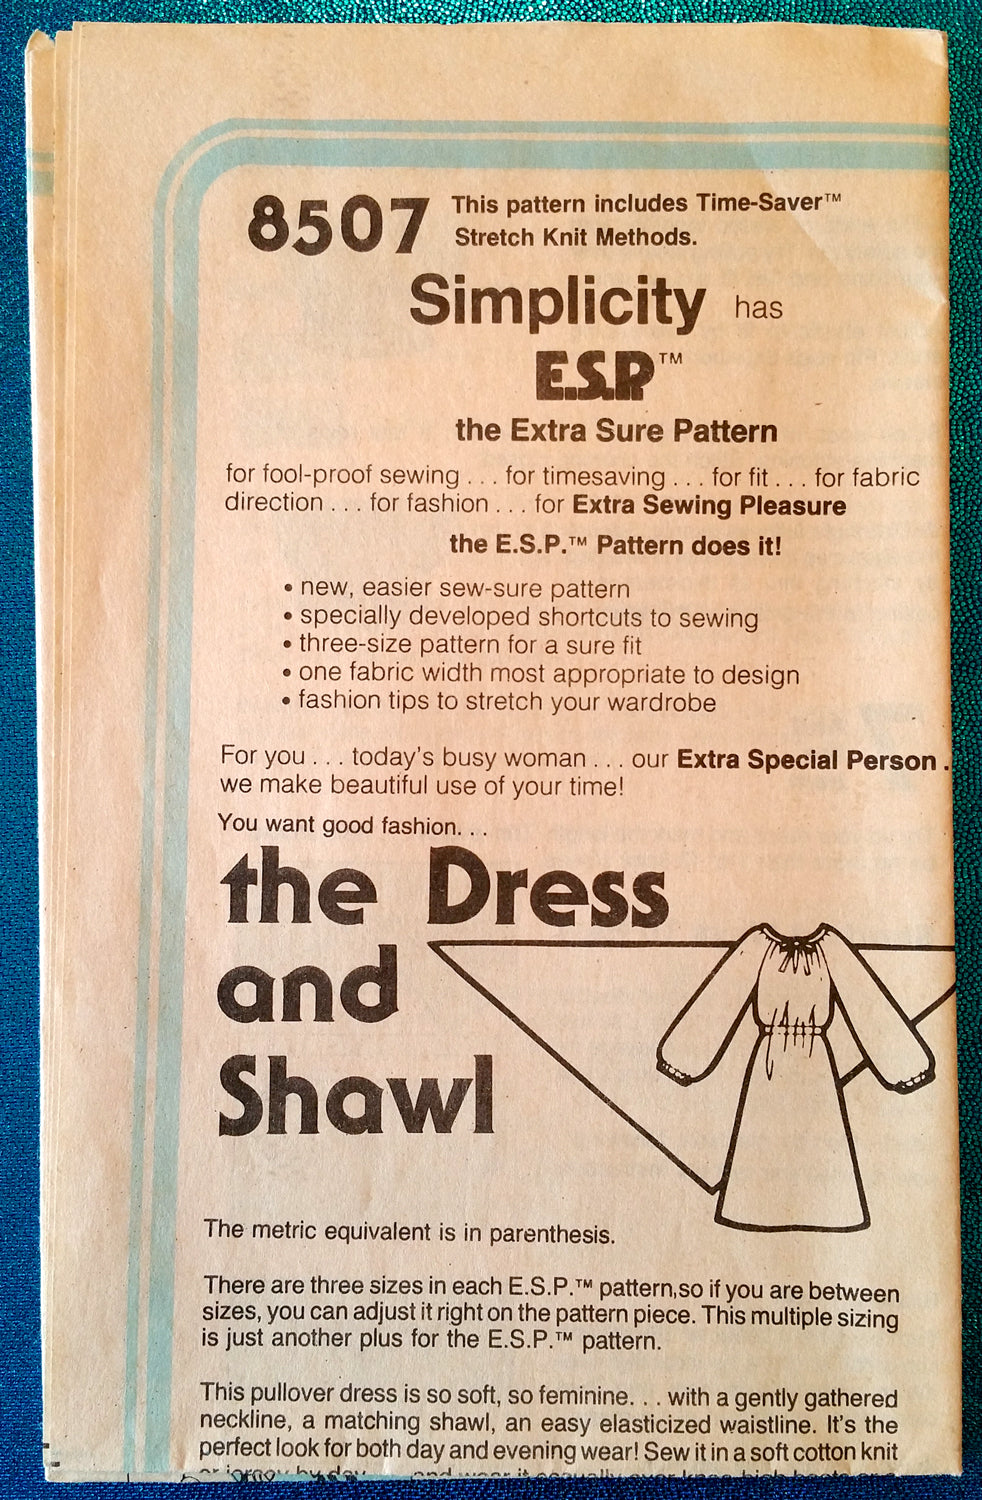 8507 This pattern includes Time-Saver™
Stretch Knit Methods.
Simplicity has
E.S.P.™
the Extra Sure Pattern
for fool-proof sewing . . . for timesaving . . . for fit . . . for fabric
direction . . . for fashion . . . for Extra Sewing Pleasure
the E.S.P.™ Pattern does it!
• new, easier sew-sure pattern
• specially developed shortcuts to sewing
• three-size pattern for a sure fit
• one fabric width most appropriate to design
• fashion tips to stretch your wardrobe
For you . . . today's busy woman . . . our Extra Special Person .
we make beautiful use of your time!
You want good fashion. . .
the Dress
and
Shawl
The metric equivalent is in parenthesis.
There are three sizes in each E.S.P.™ pattern,so if you are between
sizes, you can adjust it right on the pattern piece. This multiple sizing
is just another plus for the E.S.P.™ pattern.
This pullover dress is so soft, so feminine. . . with a gently gathered
neckline, a matching shawl, an easy elasticized waistline. It's the
perfect look for both day and evening wear! Sew it in a soft cotton knit